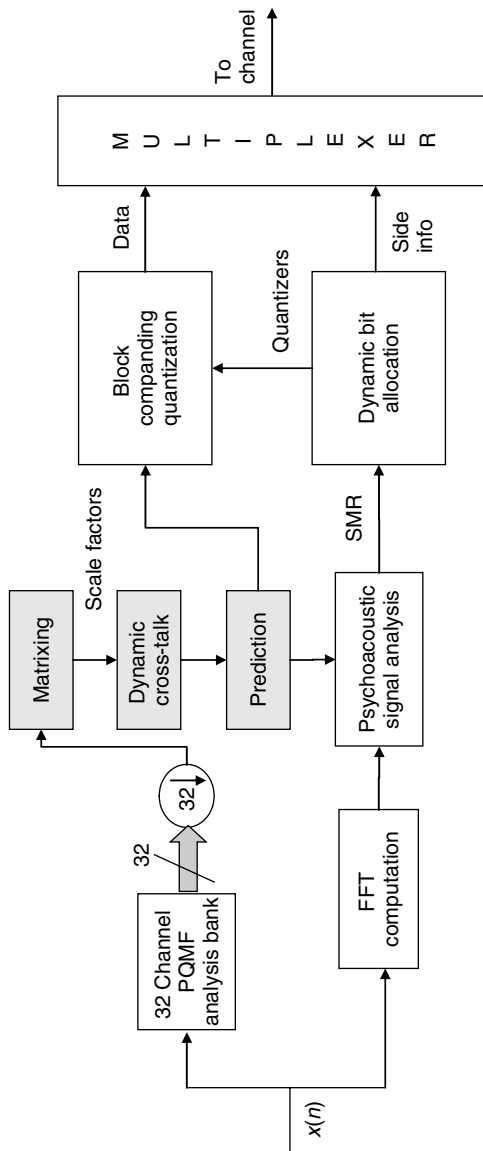 x(n)
32 Channel
PQMF
analysis bank
32
32
Matrixing
Dynamic
cross-talk
Prediction
Scale factors
Block
companding
quantization
Data
FFT
computation
Psychoacoustic
signal analysis
SMR
Dynamic bit
allocation
Quantizers
Side
info
MULTIPLEXER
To
channel